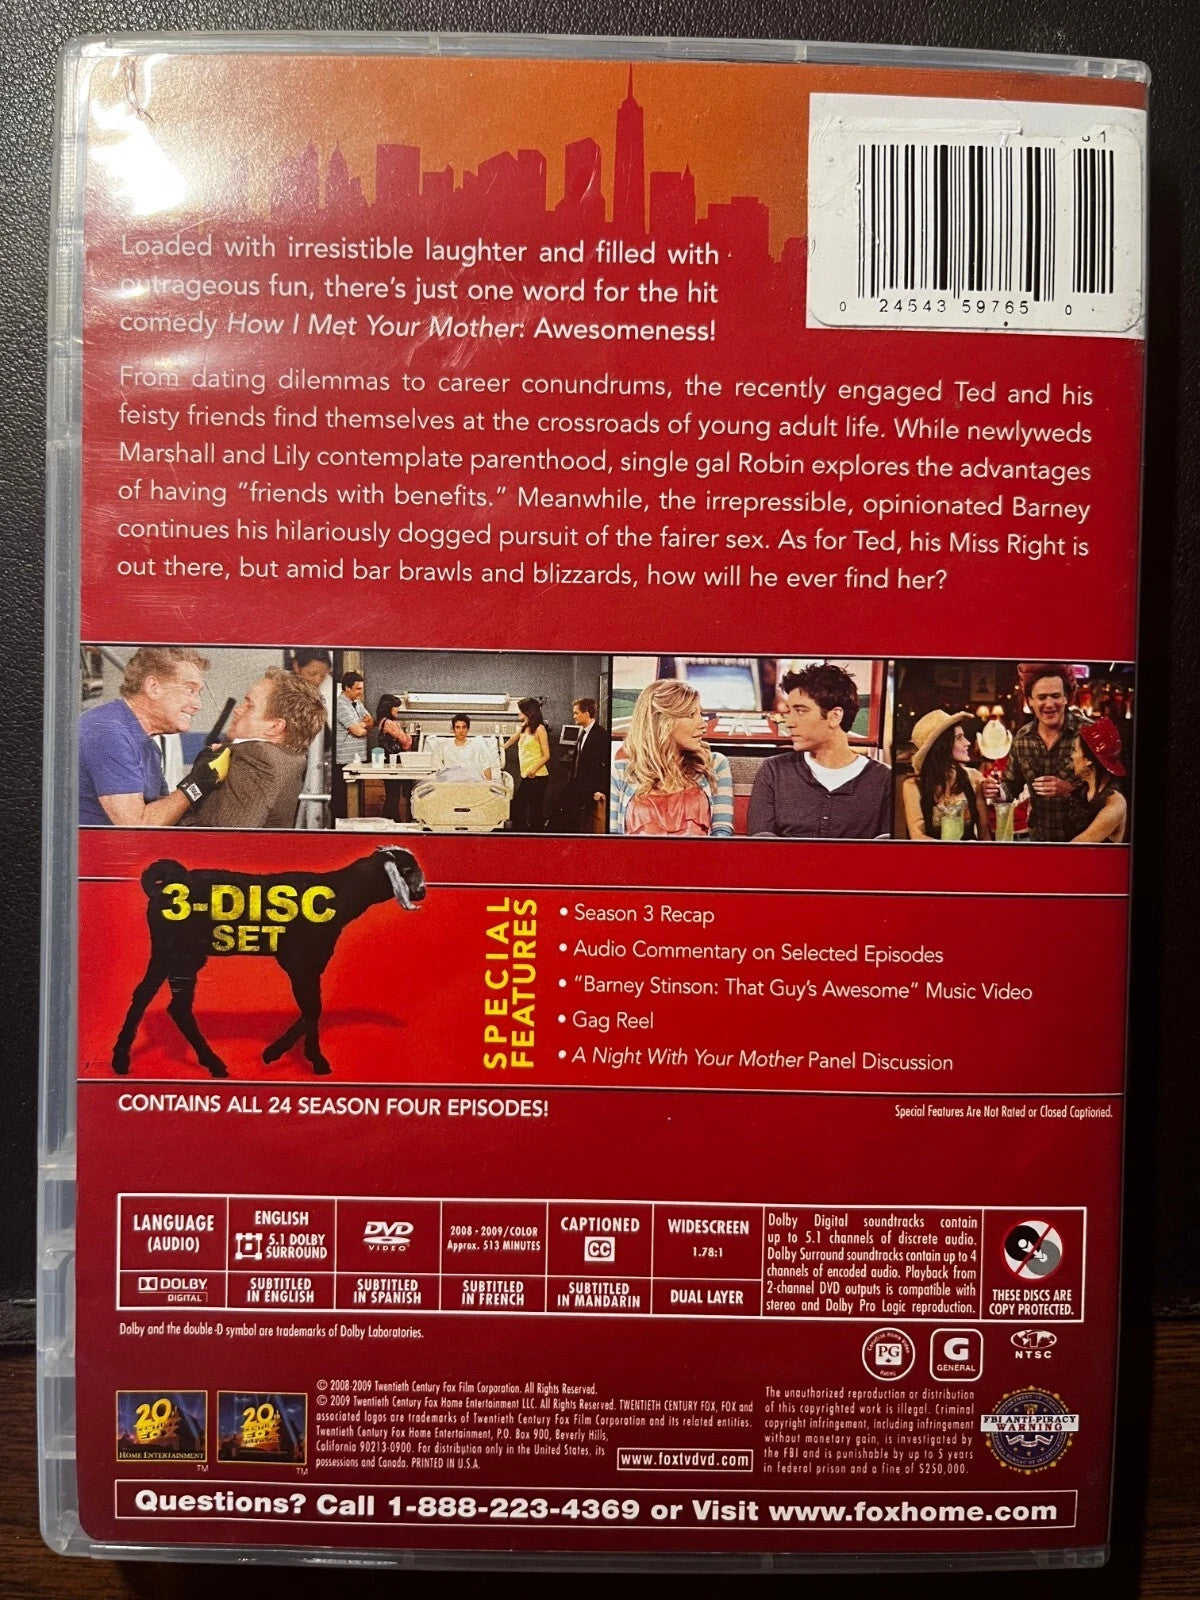 Loaded with irresistible laughter and filled with
outrageous fun, there's just one word for the hit
comedy How I Met Your Mother: Awesomeness!
0 24543 59765 0
From dating dilemmas to career conundrums, the recently engaged Ted and his
feisty friends find themselves at the crossroads of young adult life. While newlyweds
Marshall and Lily contemplate parenthood, single gal Robin explores the advantages
of having "friends with benefits." Meanwhile, the irrepressible, opinionated Barney
continues his hilariously dogged pursuit of the fairer sex. As for Ted, his Miss Right is
out there, but amid bar brawls and blizzards, how will he ever find her?
3-DISC
SET
SPECIAL
FEATURES
• Season 3 Recap
• Audio Commentary on Selected Episodes
• "Barney Stinson: That Guy's Awesome" Music Video
• Gag Reel
• A Night With Your Mother Panel Discussion
CONTAINS ALL 24 SEASON FOUR EPISODES!
Special Features Are Not Rated or Closed Captioned.
LANGUAGE
(AUDIO)
ENGLISH
5.1 DOLBY
SURROUND
DVD
VIDEO
2008 - 2009/COLOR
Approx. 513 MINUTES
CAPTIONED
CC
WIDESCREEN
1.78:1
DOLBY
DIGITAL
SUBTITLED
IN ENGLISH
SUBTITLED
IN SPANISH
SUBTITLED
IN FRENCH
SUBTITLED
IN MANDARIN
DUAL LAYER
Dolby Digital soundtracks contain
up to 5.1 channels of discrete audio.
Dolby Surround soundtracks contain up to 4
channels of encoded audio. Playback from
2-channel DVD outputs is compatible with
stereo and Dolby Pro Logic reproduction.
THESE DISCS ARE
COPY PROTECTED.
Dolby and the double-D symbol are trademarks of Dolby Laboratories.
PG
G
GENERAL
NTSC
20
HOME ENTERTAINMENT
TM
20
TM
© 2008-2009 Twentieth Century Fox Film Corporation. All Rights Reserved.
© 2009 Twentieth Century Fox Home Entertainment LLC. All Rights Reserved. TWENTIETH CENTURY FOX, FOX and
associated logos are trademarks of Twentieth Century Fox Film Corporation and its related entities.
Twentieth Century Fox Home Entertainment, P.O. Box 900, Beverly Hills,
California 90213-0900. For distribution only in the United States, its
possessions and Canada. PRINTED IN U.S.A.
www.foxtvdvd.com
The unauthorized reproduction or distribution
of this copyrighted work is illegal. Criminal
copyright infringement, including infringement
without monetary gain, is investigated by
the FBI and is punishable by up to 5 years
in federal prison and a fine of $250,000.
FBI ANTI-PIRACY
WARNING
Questions? Call 1-888-223-4369 or Visit www.foxhome.com